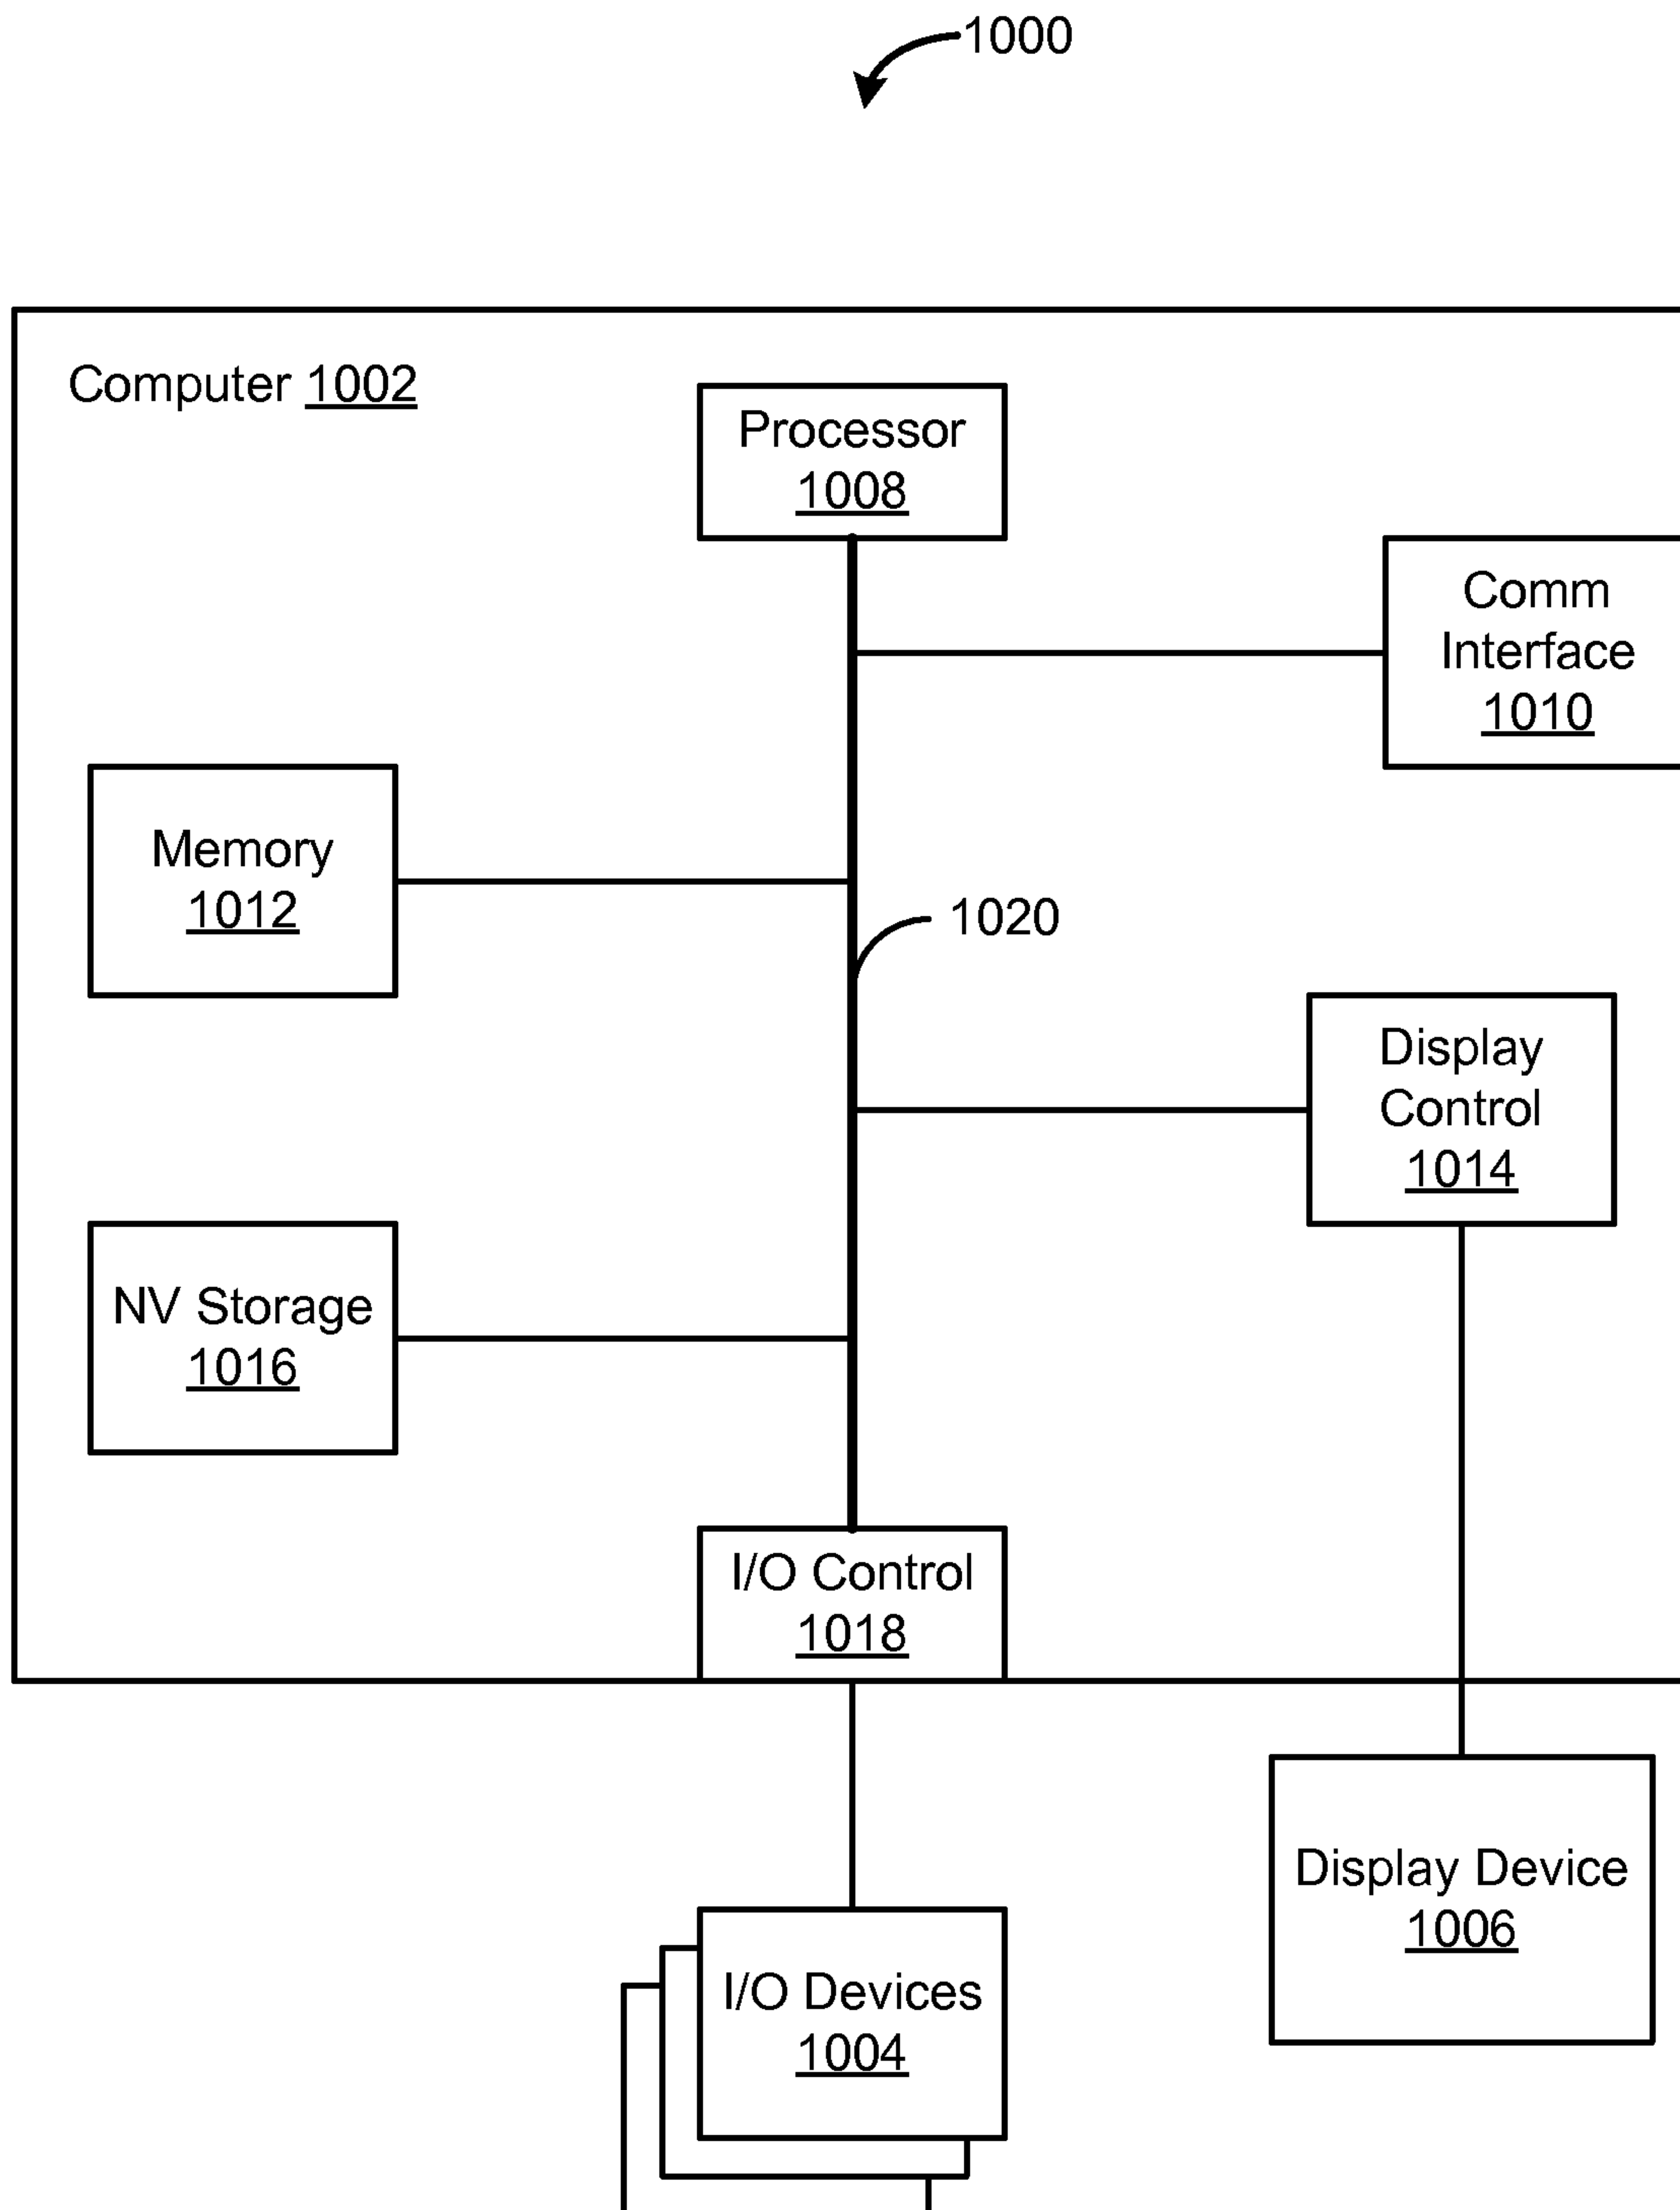 1000
Computer 1002
Processor
1008
Comm
Interface
1010
Memory
1012
1020
Display
Control
1014
NV Storage
1016
I/O Control
1018
Display Device
1006
I/O Devices
1004